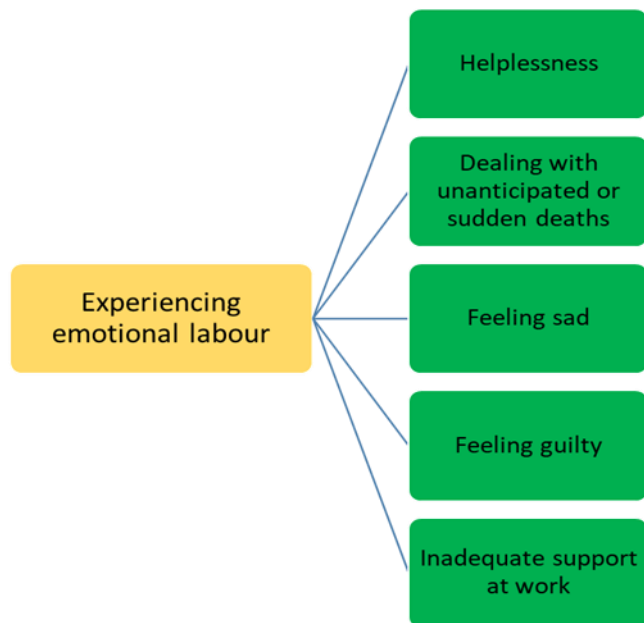 Helplessness
Dealing with
unanticipated or
sudden deaths
Experiencing
emotional labour
Feeling sad
Feeling guilty
Inadequate support
at work